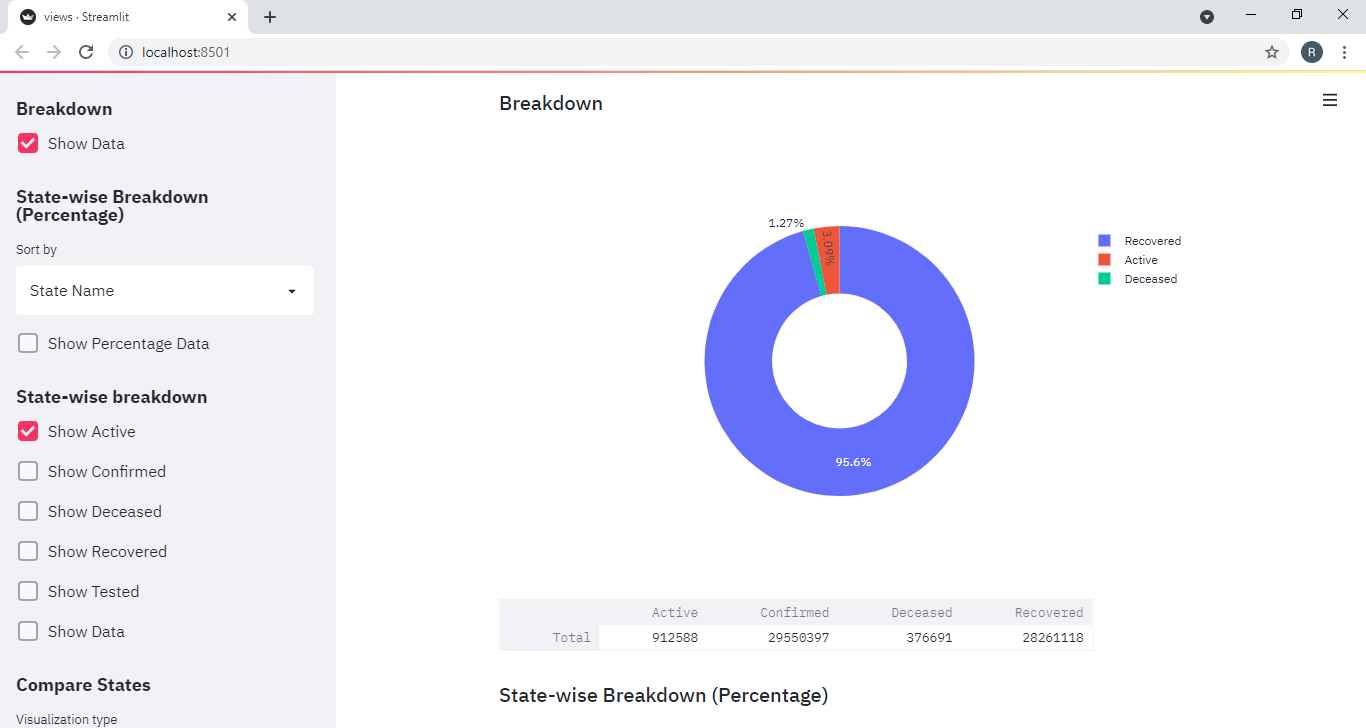 views · Streamlit
localhost:8501
R
Breakdown
Show Data
State-wise Breakdown
(Percentage)
Sort by
State Name
Show Percentage Data
State-wise breakdown
Show Active
Show Confirmed
Show Deceased
Show Recovered
Show Tested
Show Data
Compare States
Visualization type
Breakdown
1.27%
3.09%
95.6%
Recovered
Active
Deceased
Active Confirmed Deceased Recovered
Total 912588 29550397 376691 28261118
State-wise Breakdown (Percentage)